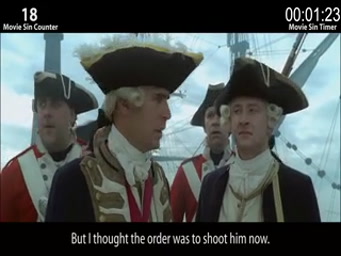 18
Movie Sin Counter
00:01:23
Movie Sin Timer
But I thought the order was to shoot him now.